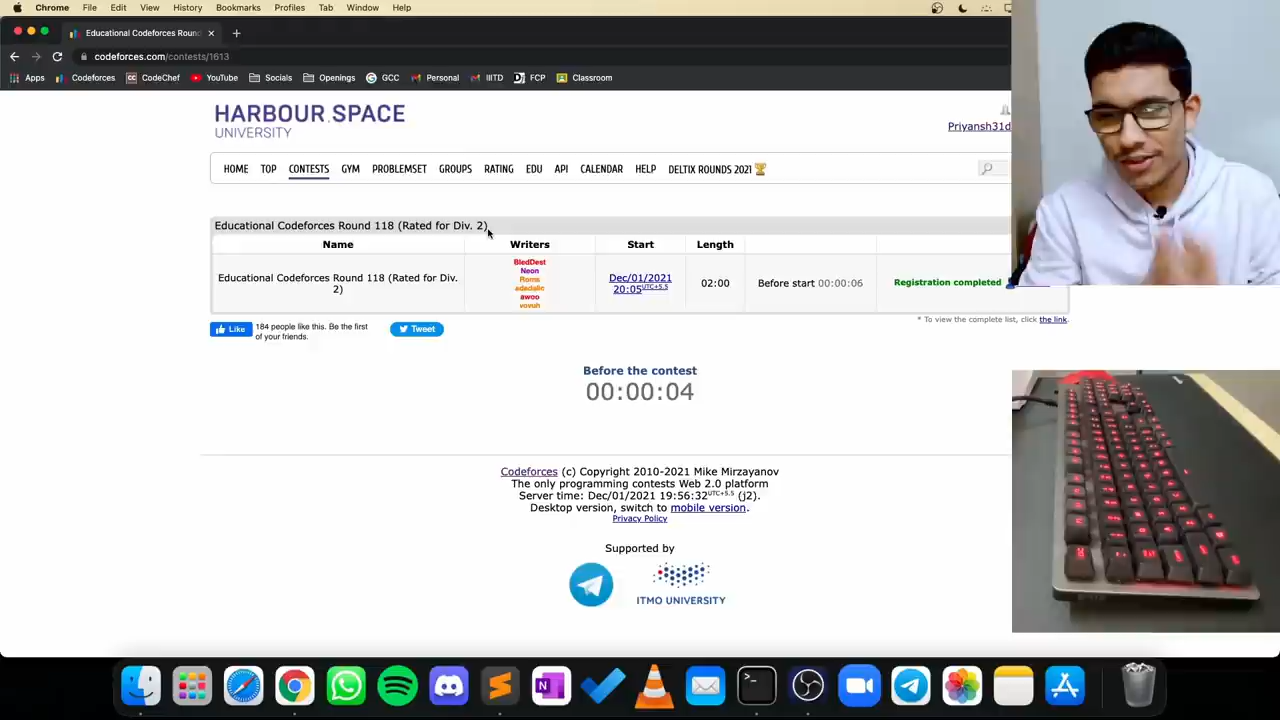 Chrome File Edit View History Bookmarks Profiles Tab Window Help
Educational Codeforces Round
codeforces.com/contests/1613
Apps Codeforces CodeChef YouTube Socials Openings GCC Personal IIITD FCP Classroom
HARBOUR.SPACE
UNIVERSITY
Priyansh31d
HOME TOP CONTESTS GYM PROBLEMSET GROUPS RATING EDU API CALENDAR HELP DELTIX ROUNDS 2021
Educational Codeforces Round 118 (Rated for Div. 2)
Name Writers Start Length
Educational Codeforces Round 118 (Rated for Div.
2)
BledDest
Neon
Roms
adedalic
awoo
vovuh
Dec/01/2021
20:05UTC+5.5
02:00
Before start 00:00:06
Registration completed
* To view the complete list, click the link.
Like
184 people like this. Be the first
of your friends.
Tweet
Before the contest
00:00:04
Codeforces (c) Copyright 2010-2021 Mike Mirzayanov
The only programming contests Web 2.0 platform
Server time: Dec/01/2021 19:56:32UTC+5.5 (j2).
Desktop version, switch to mobile version.
Privacy Policy
Supported by
ITMO UNIVERSITY